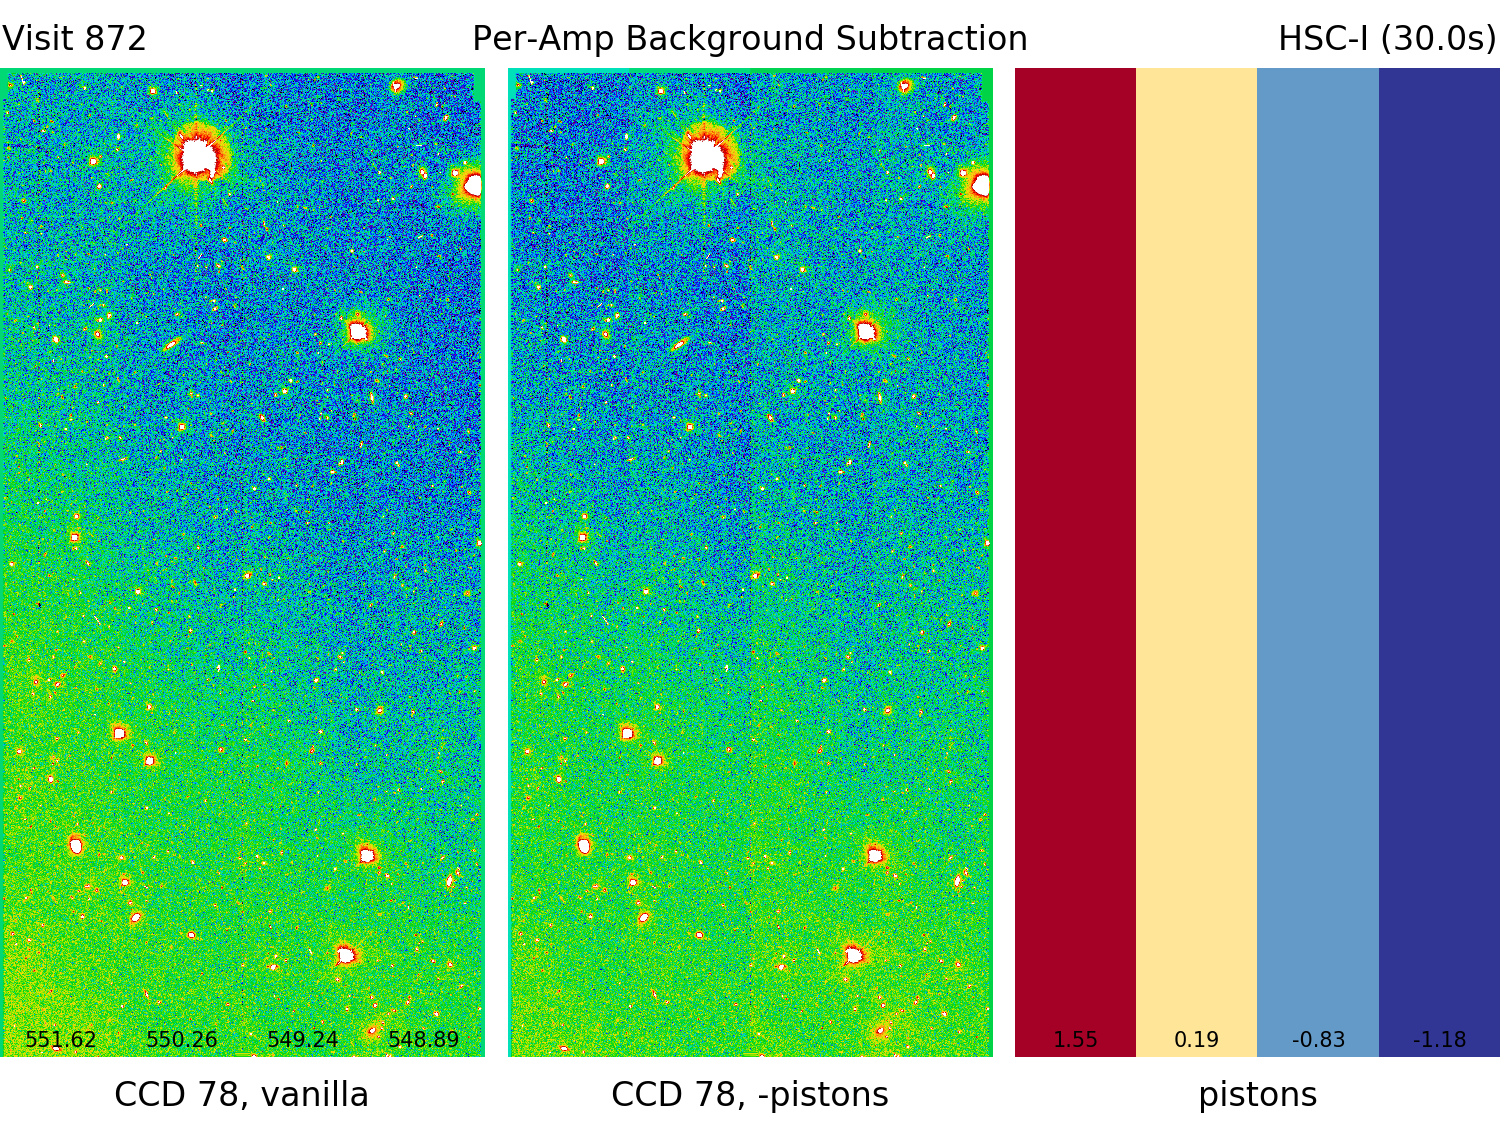 Visit 872 Per-Amp Background Subtraction HSC-I (30.0s)
551.62 550.26 549.24 548.89 1.55 0.19 -0.83 -1.18
CCD 78, vanilla CCD 78, -pistons pistons